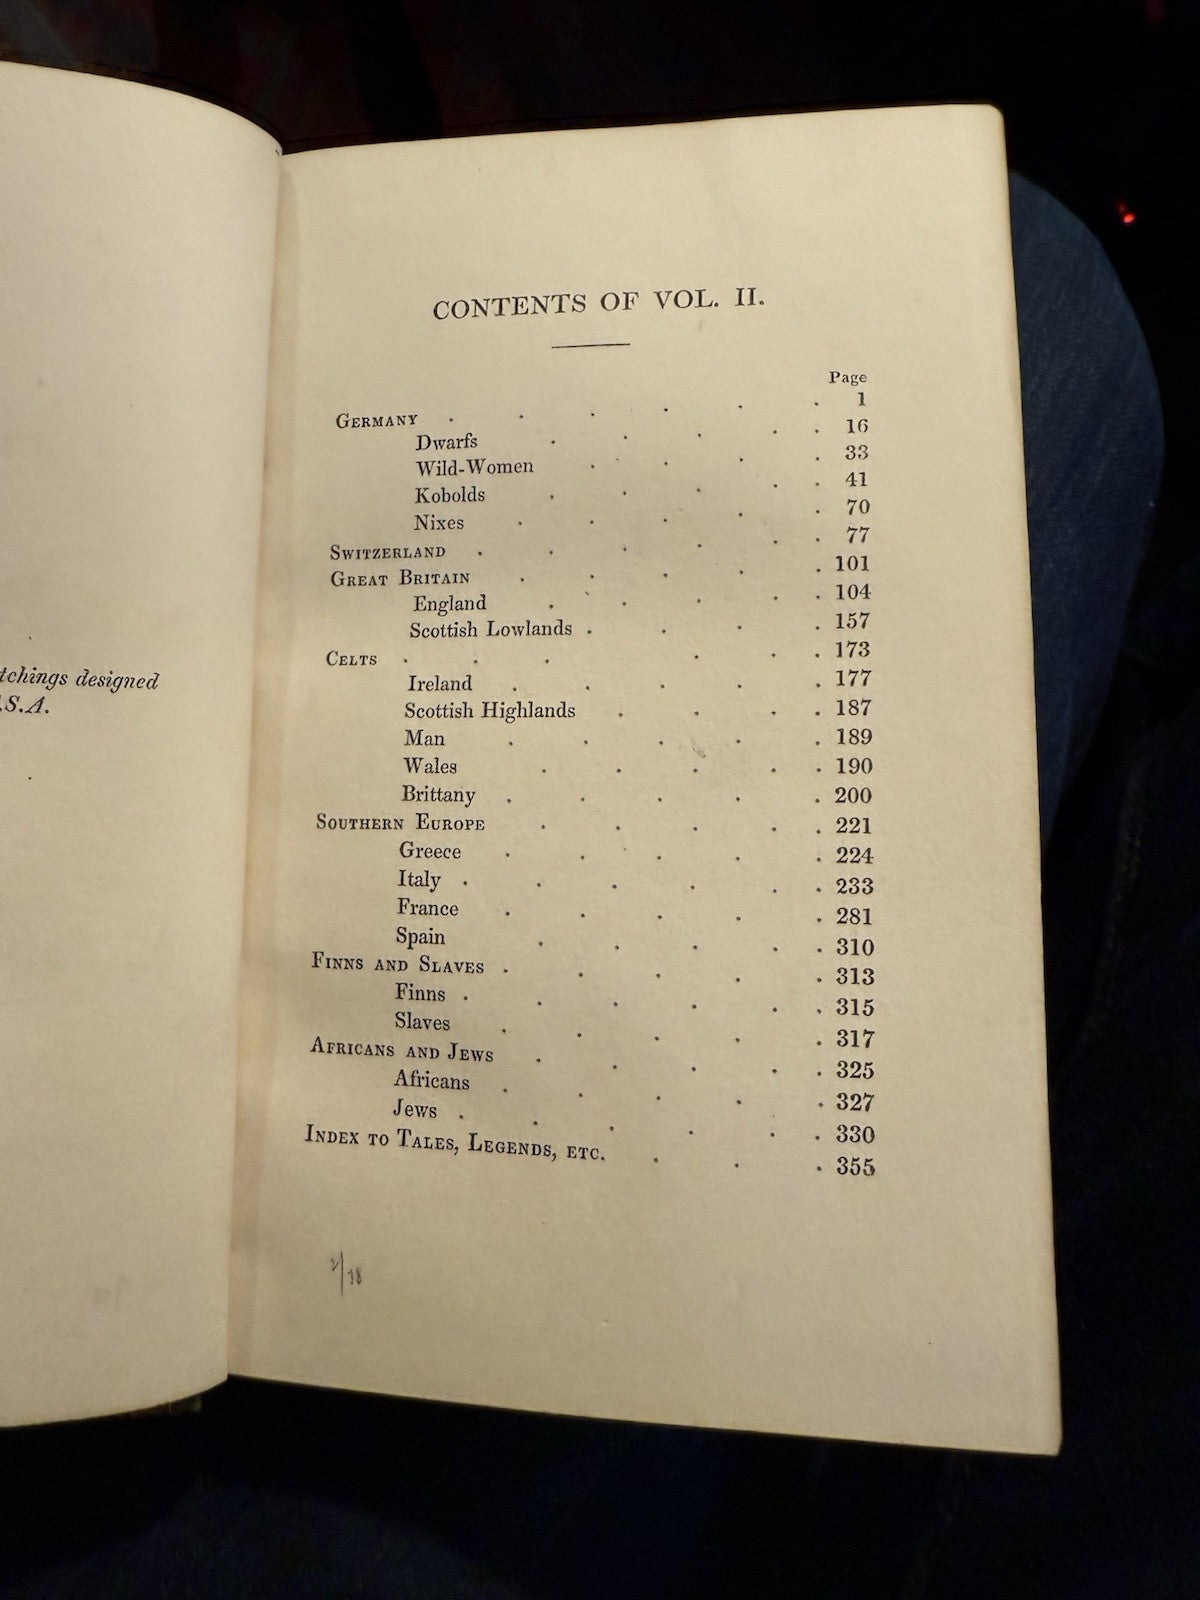 tchings designed
.S.A.
CONTENTS OF VOL. II.
Page
GERMANY . . . . . . 1
Dwarfs . . . . . 16
Wild-Women . . . . 33
Kobolds . . . . . 41
Nixes . . . . . 70
SWITZERLAND . . . . . 77
GREAT BRITAIN . . . . . 101
England . . . . . 104
Scottish Lowlands . . . . 157
CELTS . . . . . . 173
Ireland . . . . . 177
Scottish Highlands . . . . 187
Man . . . . . 189
Wales . . . . . 190
Brittany . . . . . 200
SOUTHERN EUROPE . . . . . 221
Greece . . . . . 224
Italy . . . . . . 233
France . . . . . 281
Spain . . . . . 310
FINNS AND SLAVES . . . . . 313
Finns . . . . . . 315
Slaves . . . . . 317
AFRICANS AND JEWS . . . . . 325
Africans . . . . . 327
Jews . . . . . . 330
INDEX TO TALES, LEGENDS, ETC. . . . 355
2/78